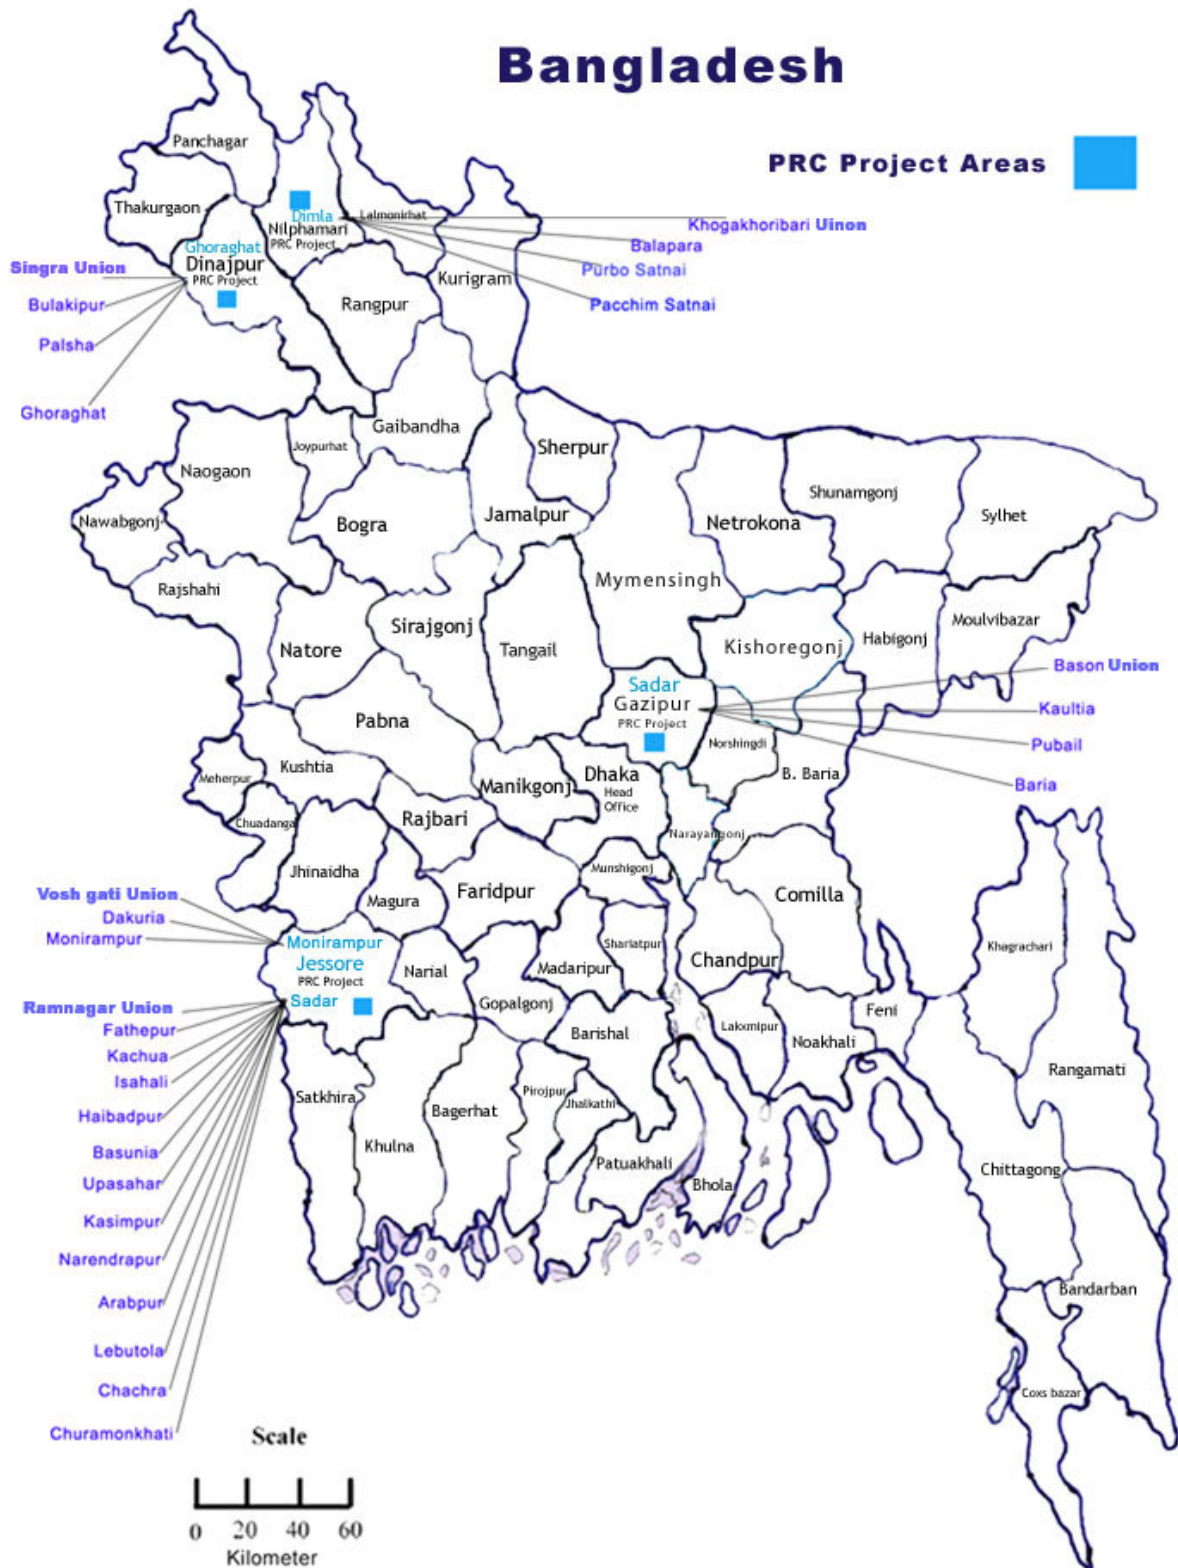 Bangladesh
PRC Project Areas
Panchagar
Thakurgaon
Dimla
Lalmonirhat
Nilphamari
PRC Project
Khogakhoribari Uinon
Balapara
Purbo Satnai
Pacchim Satnai
Ghoraghat
Dinajpur
PRC Project
Singra Union
Bulakipur
Palsha
Ghoraghat
Rangpur
Kurigram
Gaibandha
Joypurhat
Naogaon
Nawabgonj
Bogra
Jamalpur
Sherpur
Netrokona
Shunamgonj
Sylhet
Rajshahi
Natore
Sirajgonj
Tangail
Mymensingh
Kishoregonj
Habigonj
Moulvibazar
Sadar
Gazipur
PRC Project
Bason Union
Kaultia
Pubail
Baria
Pabna
Kushtia
Meherpur
Chuadanga
Manikgonj
Dhaka
Head
Office
Norshingdi
B. Baria
Narayangonj
Rajbari
Jhinaidha
Magura
Faridpur
Munshigonj
Comilla
Vosh gati Union
Dakuria
Monirampur
Monirampur
Jessore
PRC Project
Sadar
Narial
Gopalgonj
Madaripur
Shariatpur
Chandpur
Khagrachari
Ramnagar Union
Fathepur
Kachua
Isahali
Haibadpur
Basunia
Upasahar
Kasimpur
Narendrapur
Arabpur
Lebutola
Chachra
Churamonkhati
Barishal
Lakxmipur
Noakhali
Feni
Rangamati
Satkhira
Khulna
Bagerhat
Pirojpur
Jhalkathi
Patuakhali
Bhola
Chittagong
Bandarban
Coxs bazar
Scale
0 20 40 60
Kilometer